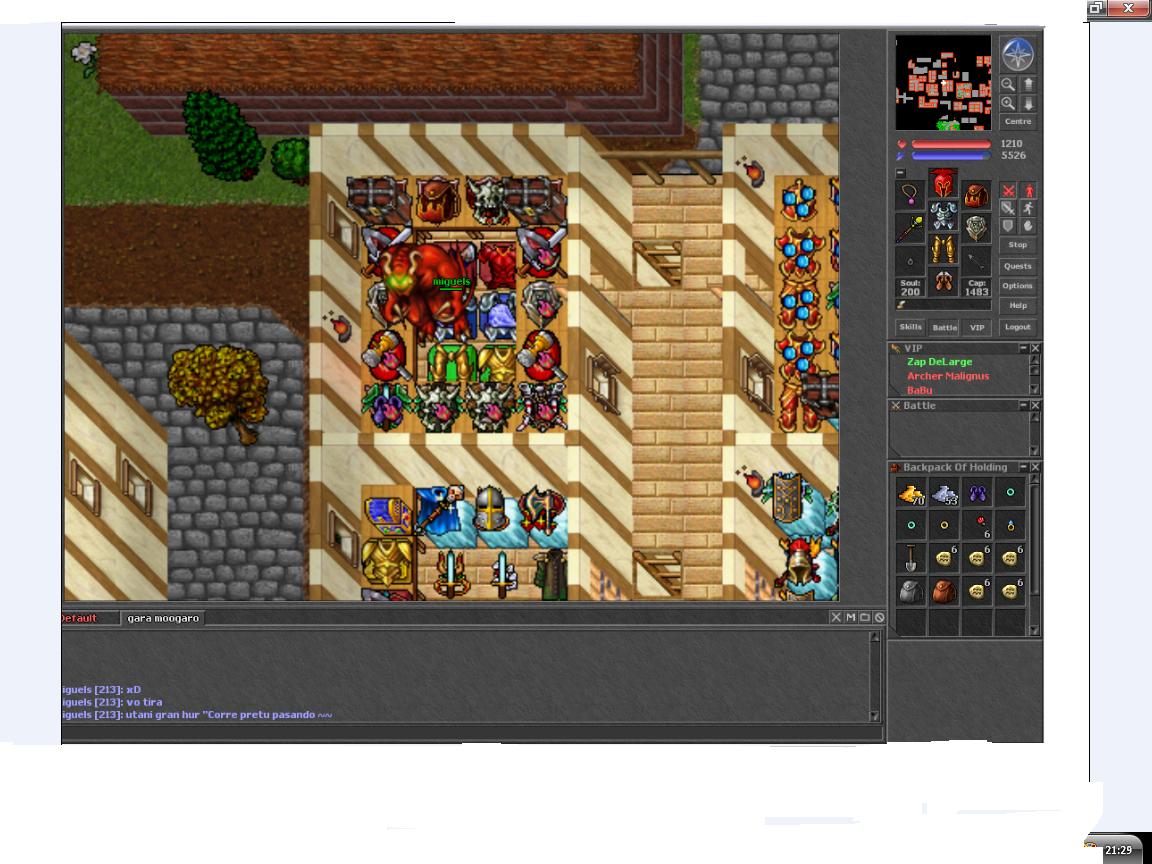 Centre
1210
5526
miguels
Stop
Quests
Options
Soul:
200
Cap:
1483
Help
Skills
Battle
VIP
Logout
VIP
Zap DeLarge
Archer Malignus
BaBu
Battle
Backpack Of Holding
70
53
6
6
6
6
6
6
Default
gara moogaro
M
iguels [213]: xD
iguels [213]: vo tira
iguels [213]: utani gran hur "Corre pretu pasando ~~
21:29